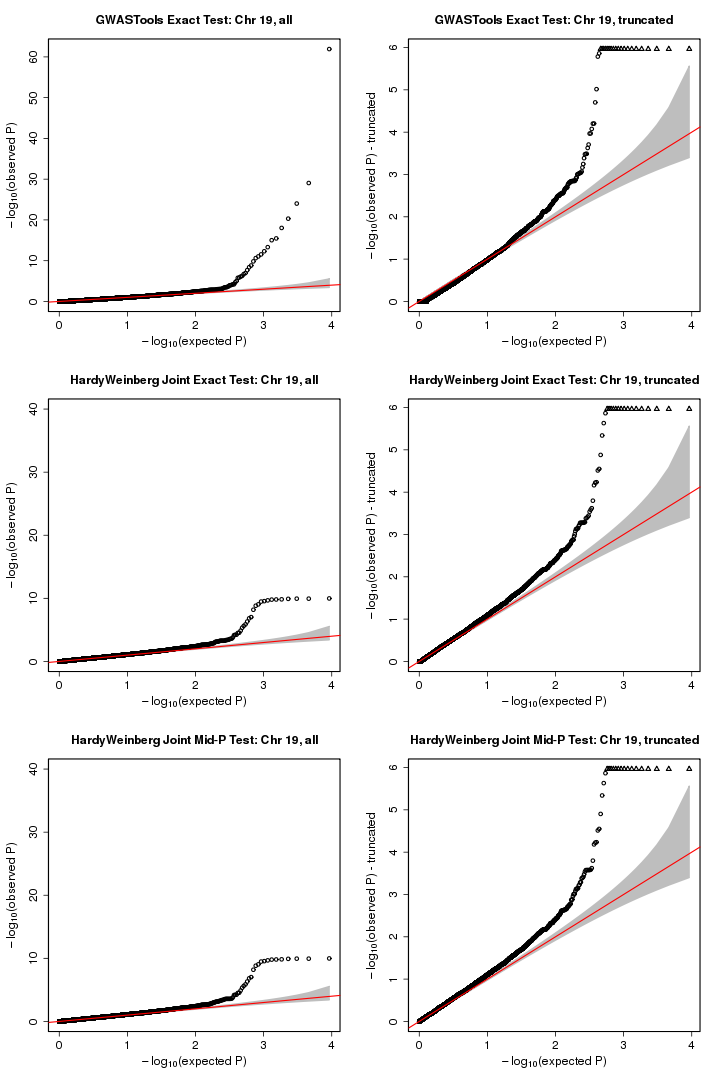 GWASTools Exact Test: Chr 19, all
− log10(observed P)
0 10 20 30 40 50 60
0 1 2 3 4
− log10(expected P)
GWASTools Exact Test: Chr 19, truncated
− log10(observed P) - truncated
0 1 2 3 4 5 6
0 1 2 3 4
− log10(expected P)
HardyWeinberg Joint Exact Test: Chr 19, all
− log10(observed P)
0 10 20 30 40
0 1 2 3 4
− log10(expected P)
HardyWeinberg Joint Exact Test: Chr 19, truncated
− log10(observed P) - truncated
0 1 2 3 4 5 6
0 1 2 3 4
− log10(expected P)
HardyWeinberg Joint Mid-P Test: Chr 19, all
− log10(observed P)
0 10 20 30 40
0 1 2 3 4
− log10(expected P)
HardyWeinberg Joint Mid-P Test: Chr 19, truncated
− log10(observed P) - truncated
0 1 2 3 4 5 6
0 1 2 3 4
− log10(expected P)